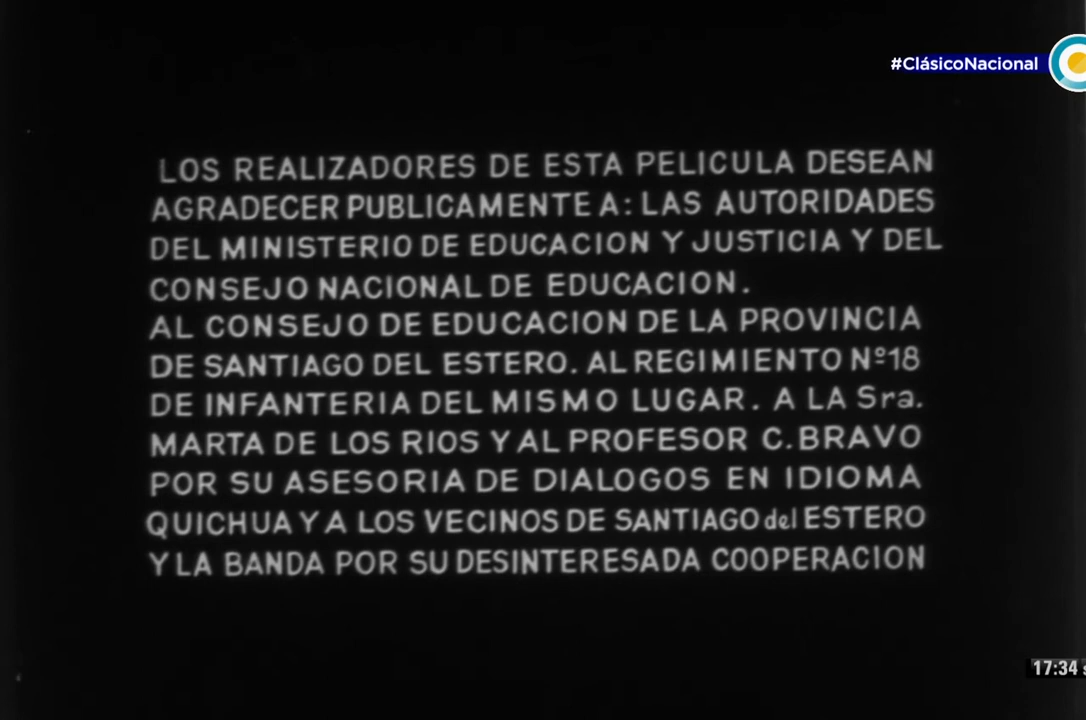 #ClásicoNacional
LOS REALIZADORES DE ESTA PELICULA DESEAN
AGRADECER PUBLICAMENTE A: LAS AUTORIDADES
DEL MINISTERIO DE EDUCACION Y JUSTICIA Y DEL
CONSEJO NACIONAL DE EDUCACION.
AL CONSEJO DE EDUCACION DE LA PROVINCIA
DE SANTIAGO DEL ESTERO. AL REGIMIENTO Nº18
DE INFANTERIA DEL MISMO LUGAR. A LA Sra.
MARTA DE LOS RIOS Y AL PROFESOR C. BRAVO
POR SU ASESORIA DE DIALOGOS EN IDIOMA
QUICHUA Y A LOS VECINOS DE SANTIAGO del ESTERO
Y LA BANDA POR SU DESINTERESADA COOPERACION
17:34